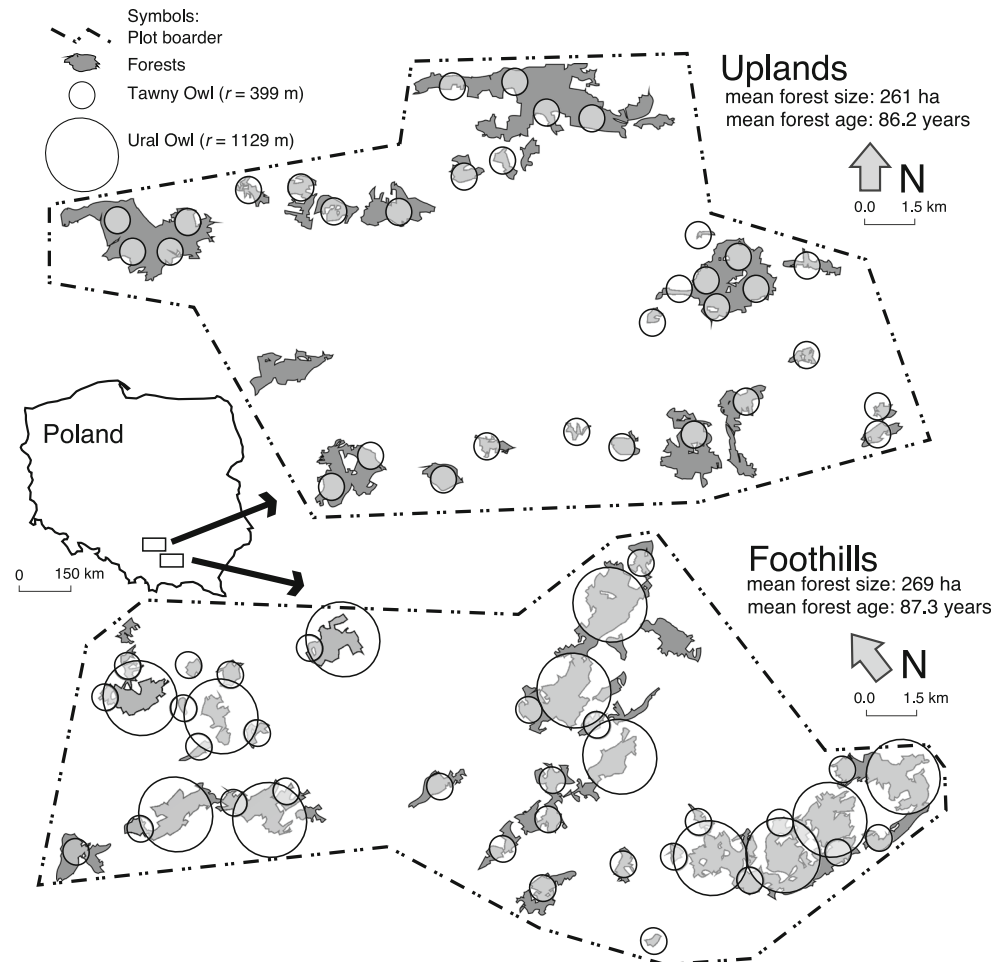 Symbols:
Plot boarder
Forests
Tawny Owl (r = 399 m)
Ural Owl (r = 1129 m)
Uplands
mean forest size: 261 ha
mean forest age: 86.2 years
N
0.0 1.5 km
Poland
0 150 km
Foothills
mean forest size: 269 ha
mean forest age: 87.3 years
N
0.0 1.5 km